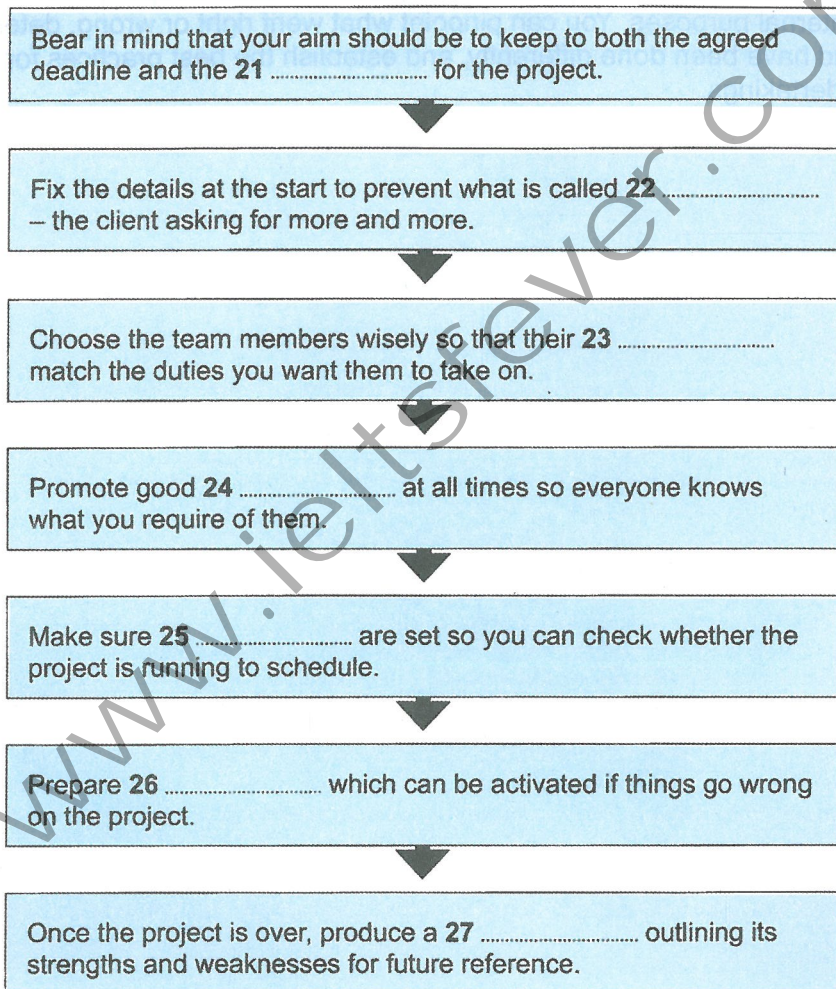 Bear in mind that your aim should be to keep to both the agreed
deadline and the 21 .............................. for the project.
Fix the details at the start to prevent what is called 22 ..............................
– the client asking for more and more.
Choose the team members wisely so that their 23 ..............................
match the duties you want them to take on.
Promote good 24 .............................. at all times so everyone knows
what you require of them.
Make sure 25 .............................. are set so you can check whether the
project is running to schedule.
Prepare 26 .............................. which can be activated if things go wrong
on the project.
Once the project is over, produce a 27 .............................. outlining its
strengths and weaknesses for future reference.
www.ieltsfever.com